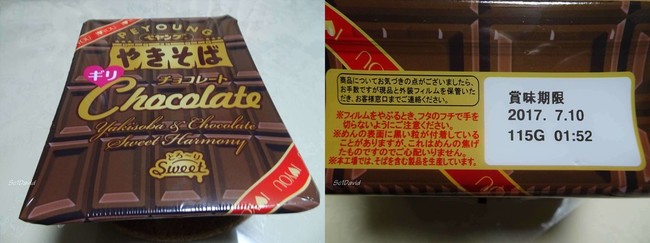 PEYOUNG
ペヤング
やきそば
ギリ
チョコレート
Chocolate
Yakisoba & Chocolate
Sweet Harmony
とろ〜り
Sweet
Sc1David
商品についてお気づきの点がございましたら、
お手数ですが現品と外装フィルムを保管いた
だき、お客様窓口までご連絡ください。
※フィルムをやぶるとき、フタのフチで手を
切らないようにご注意ください。
※めんの表面に黒い粒が付着している
ことがありますが、これはめんの焦げ
たものですのでご心配いりません。
※本工場では、そばを含む製品を生産しています。
賞味期限
2017. 7.10
115G 01:52
Sc1David